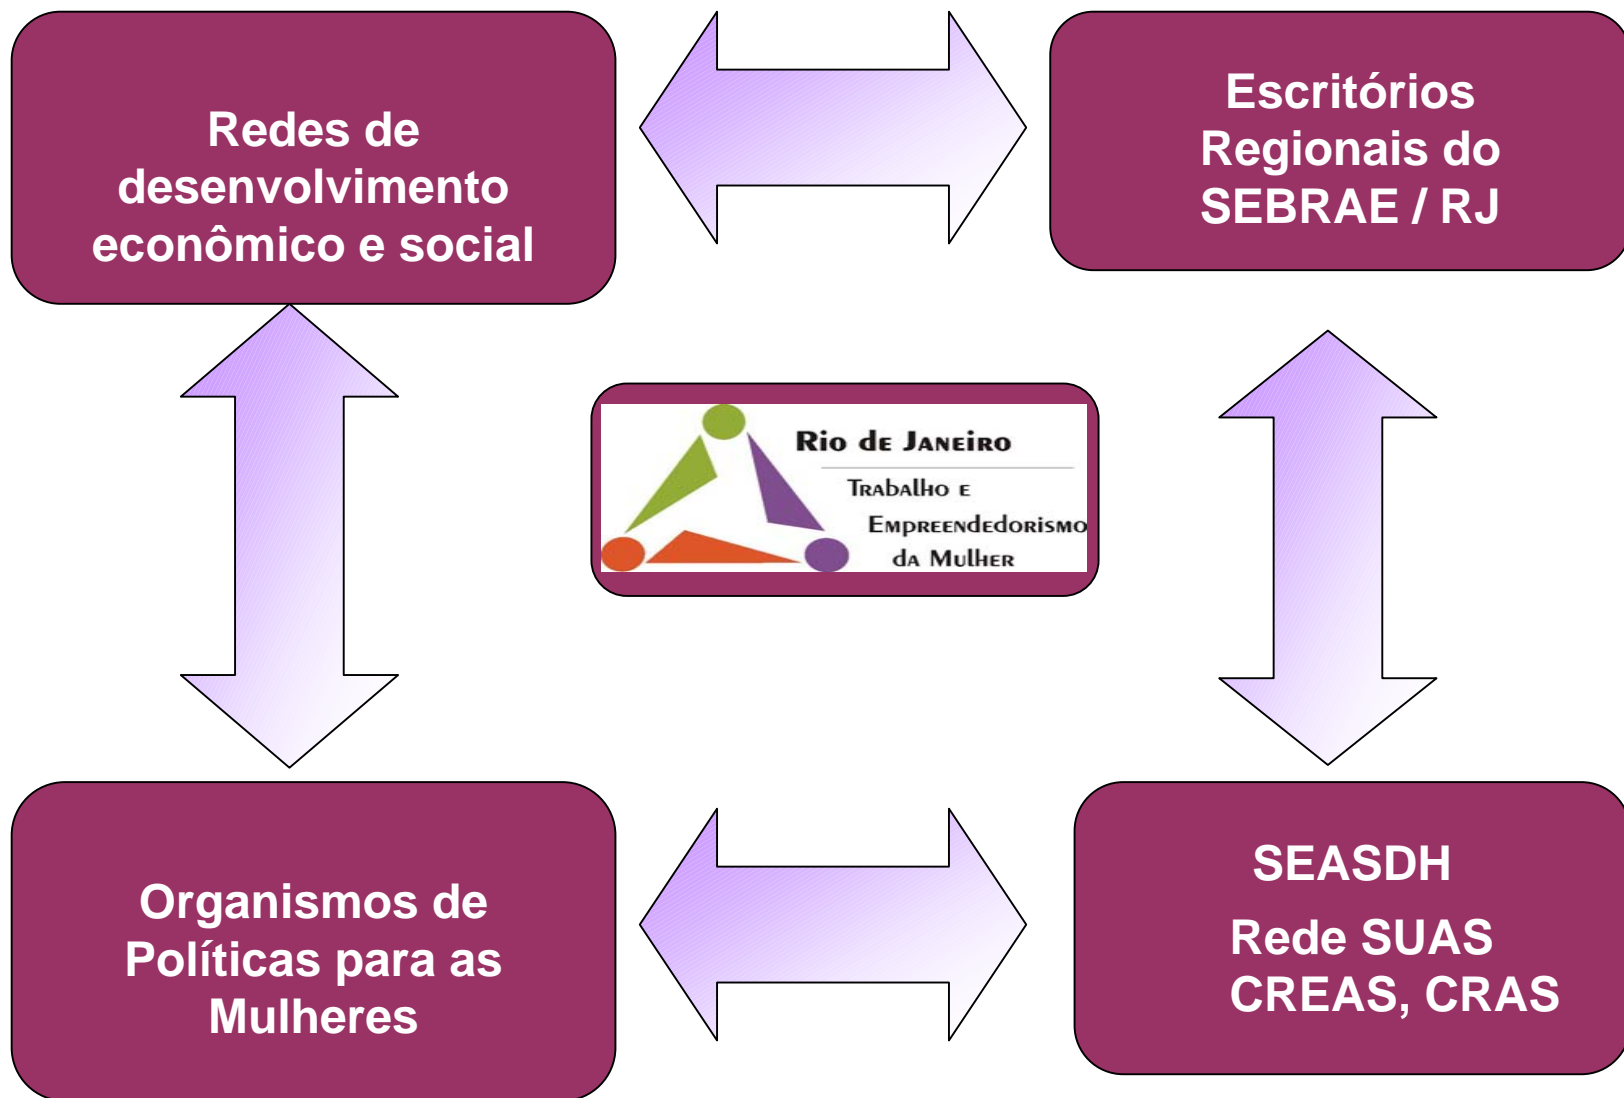 Redes de
desenvolvimento
econômico e social
Escritórios
Regionais do
SEBRAE / RJ
Rio de Janeiro
Trabalho e
Empreendedorismo
da Mulher
Organismos de
Políticas para as
Mulheres
SEASDH
Rede SUAS
CREAS, CRAS